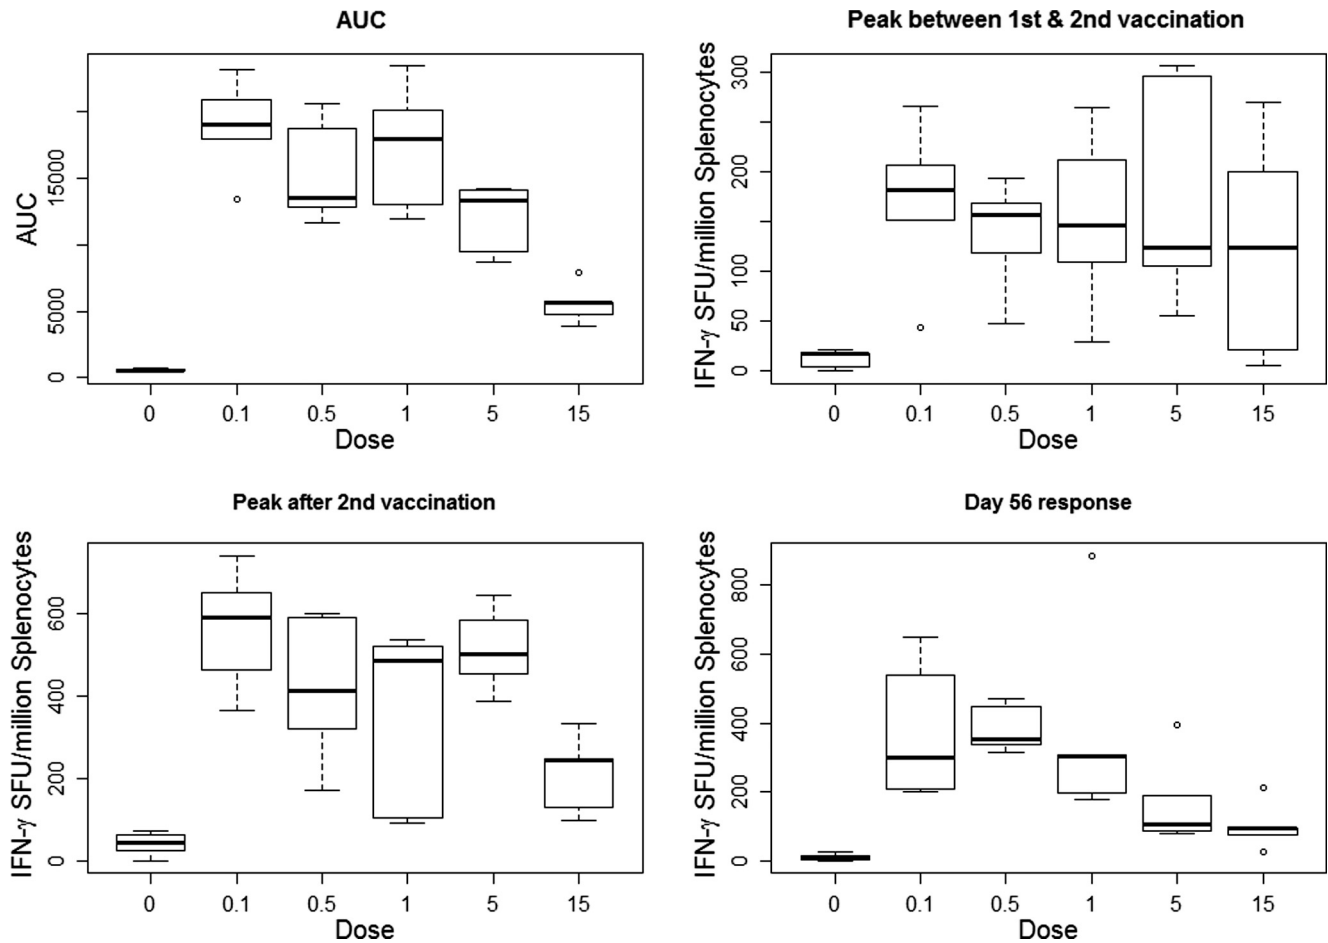 AUC
AUC
0
5000
15000
0 0.1 0.5 1 5 15
Dose
Peak between 1st & 2nd vaccination
IFN-γ SFU/million Splenocytes
0
50
100
200
300
0 0.1 0.5 1 5 15
Dose
Peak after 2nd vaccination
IFN-γ SFU/million Splenocytes
0
200
400
600
0 0.1 0.5 1 5 15
Dose
Day 56 response
IFN-γ SFU/million Splenocytes
0
200
400
600
800
0 0.1 0.5 1 5 15
Dose